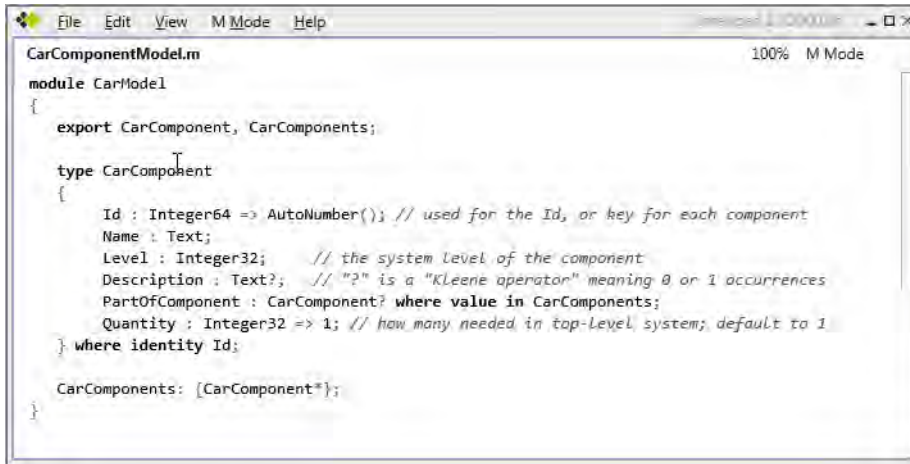 File Edit View M Mode Help
CarComponentModel.m 100% M Mode
module CarModel
{
export CarComponent, CarComponents;
type CarComponent
{
Id : Integer64 => AutoNumber(); // used for the Id, or key for each component
Name : Text;
Level : Integer32; // the system level of the component
Description : Text?; // "?" is a "Kleene operator" meaning 0 or 1 occurrences
PartOfComponent : CarComponent? where value in CarComponents;
Quantity : Integer32 => 1; // how many needed in top-level system; default to 1
} where identity Id;
CarComponents: {CarComponent*};
}